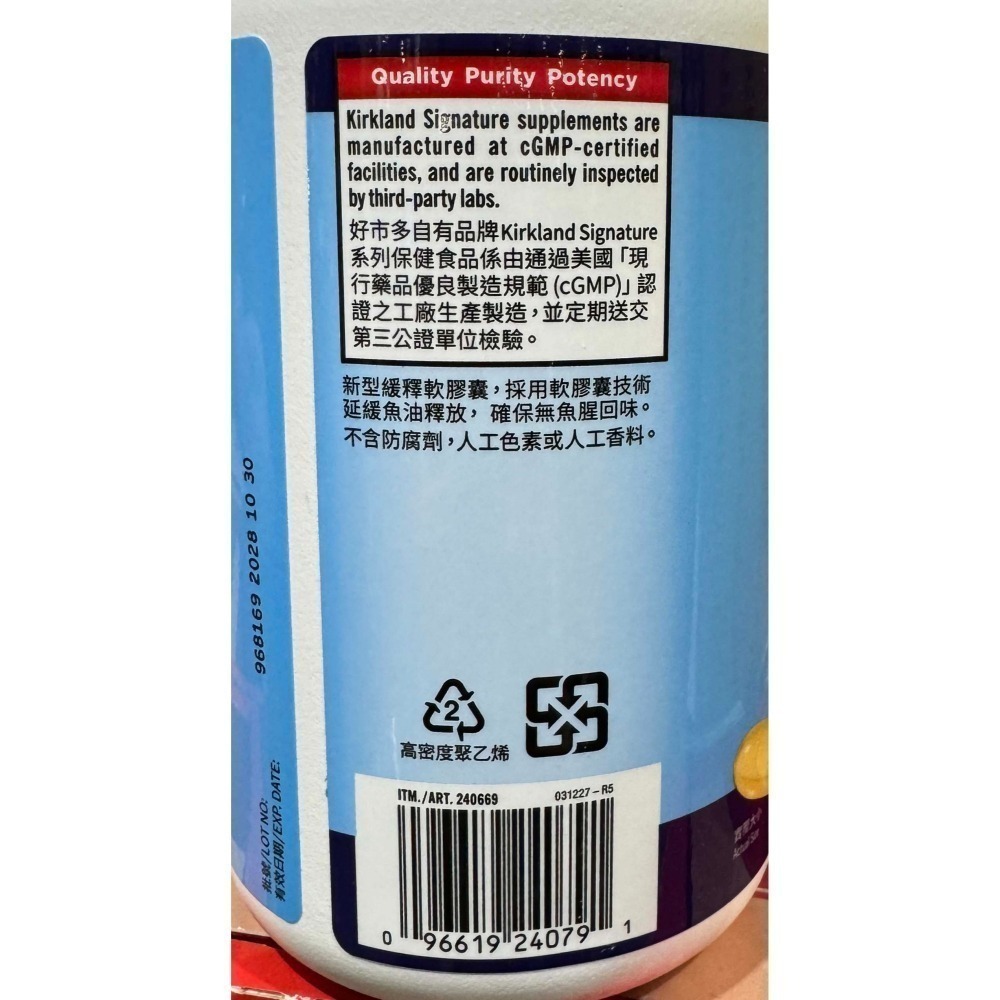 Quality Purity Potency
Kirkland Signature supplements are
manufactured at cGMP-certified
facilities, and are routinely inspected
by third-party labs.
好市多自有品牌Kirkland Signature
系列保健食品係由通過美國「現
行藥品優良製造規範 (cGMP)」認
證之工廠生產製造，並定期送交
第三公證單位檢驗。
新型緩釋軟膠囊，採用軟膠囊技術
延緩魚油釋放， 確保無魚腥回味。
不含防腐劑，人工色素或人工香料。
968169 2028 10 30
批號/LOT NO:
有效日期/EXP. DATE:
2
高密度聚乙烯
ITM./ART. 240669
031227-R5
0 96619 24079 1
實際大小
Actual Size